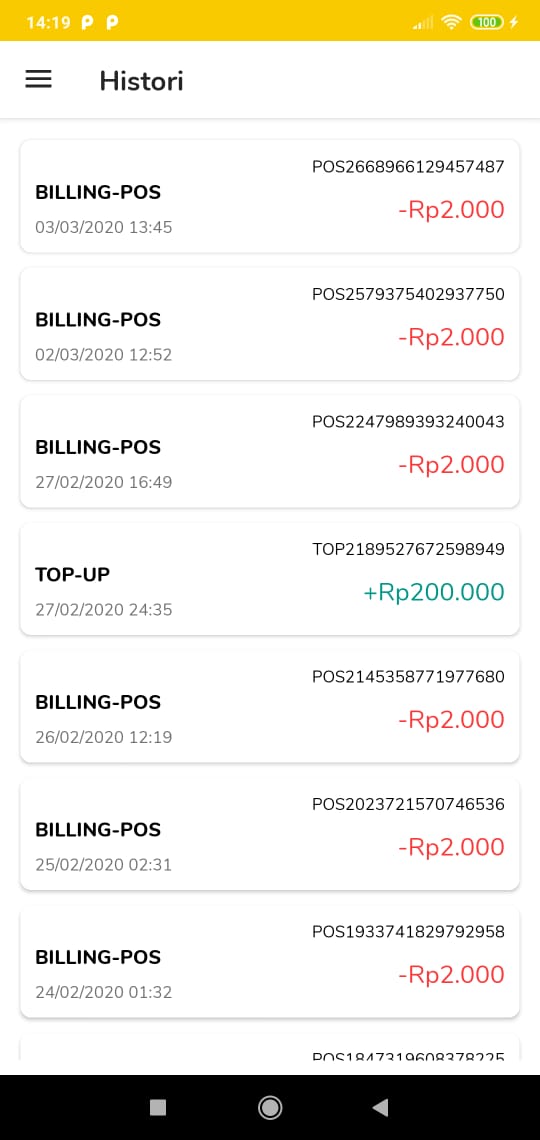 14:19 P P 100
Histori
POS2668966129457487
BILLING-POS
-Rp2.000
03/03/2020 13:45
POS2579375402937750
BILLING-POS
-Rp2.000
02/03/2020 12:52
POS2247989393240043
BILLING-POS
-Rp2.000
27/02/2020 16:49
TOP2189527672598949
TOP-UP
+Rp200.000
27/02/2020 24:35
POS2145358771977680
BILLING-POS
-Rp2.000
26/02/2020 12:19
POS2023721570746536
BILLING-POS
-Rp2.000
25/02/2020 02:31
POS1933741829792958
BILLING-POS
-Rp2.000
24/02/2020 01:32
POS1847319608378225